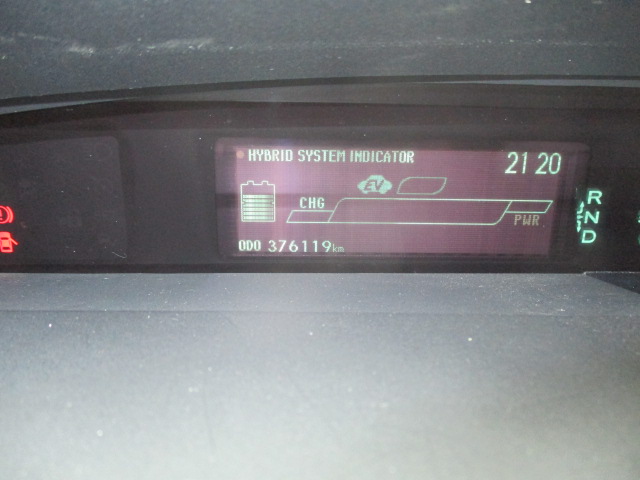 HYBRID SYSTEM INDICATOR
21 20
EV
CHG
PWR
ODO 376119km
R
N
D